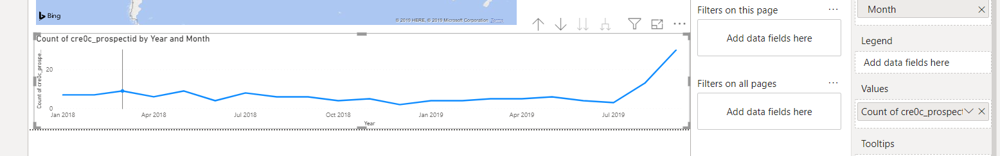 Bing
© 2019 HERE, © 2019 Microsoft Corporation Terms
Count of cre0c_prospectid by Year and Month
Count of cre0c_prospe...
20
0
Jan 2018
Apr 2018
Jul 2018
Oct 2018
Jan 2019
Apr 2019
Jul 2019
Year
Filters on this page
Add data fields here
Filters on all pages
Add data fields here
Month
Legend
Add data fields here
Values
Count of cre0c_prospect
Tooltips